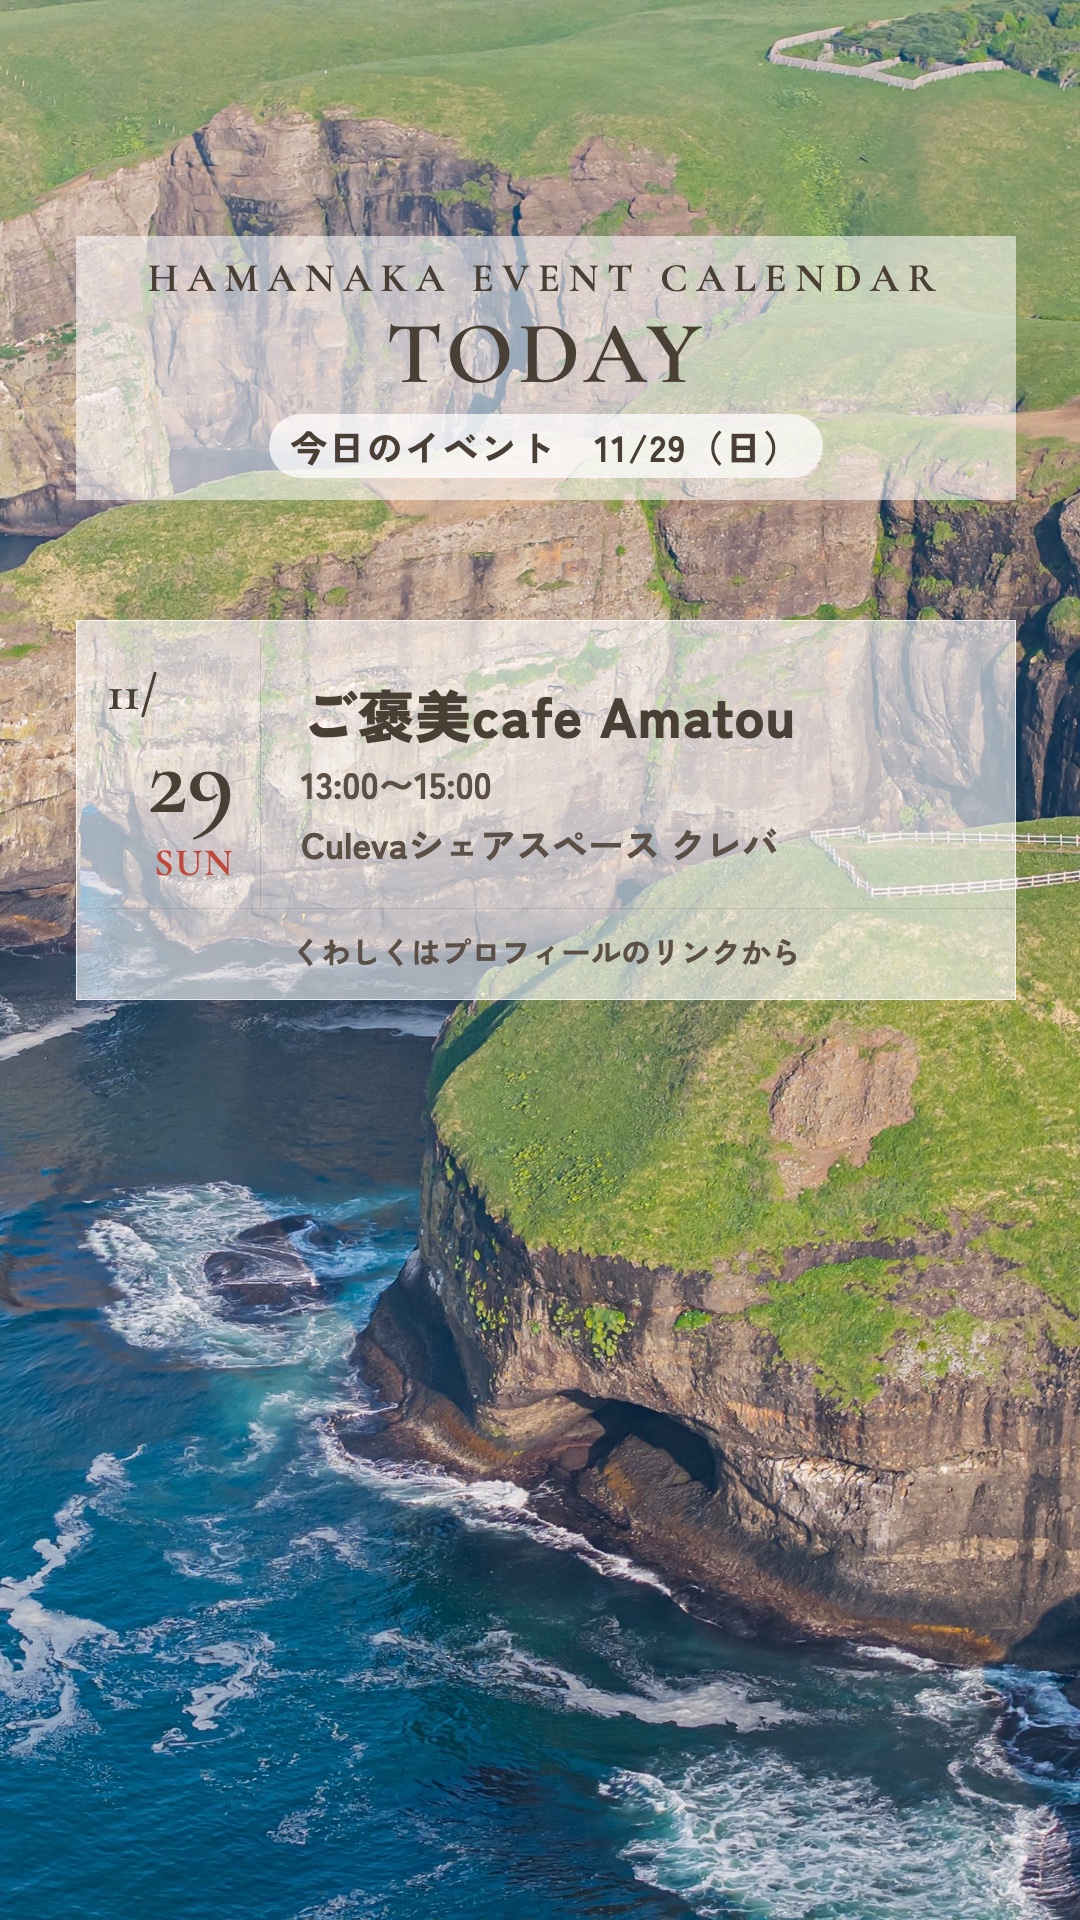 HAMANAKA EVENT CALENDAR
TODAY
今日のイベント 11/29（日）
11/
29
SUN
ご褒美cafe Amatou
13:00〜15:00
Culevaシェアスペース クレバ
くわしくはプロフィールのリンクから